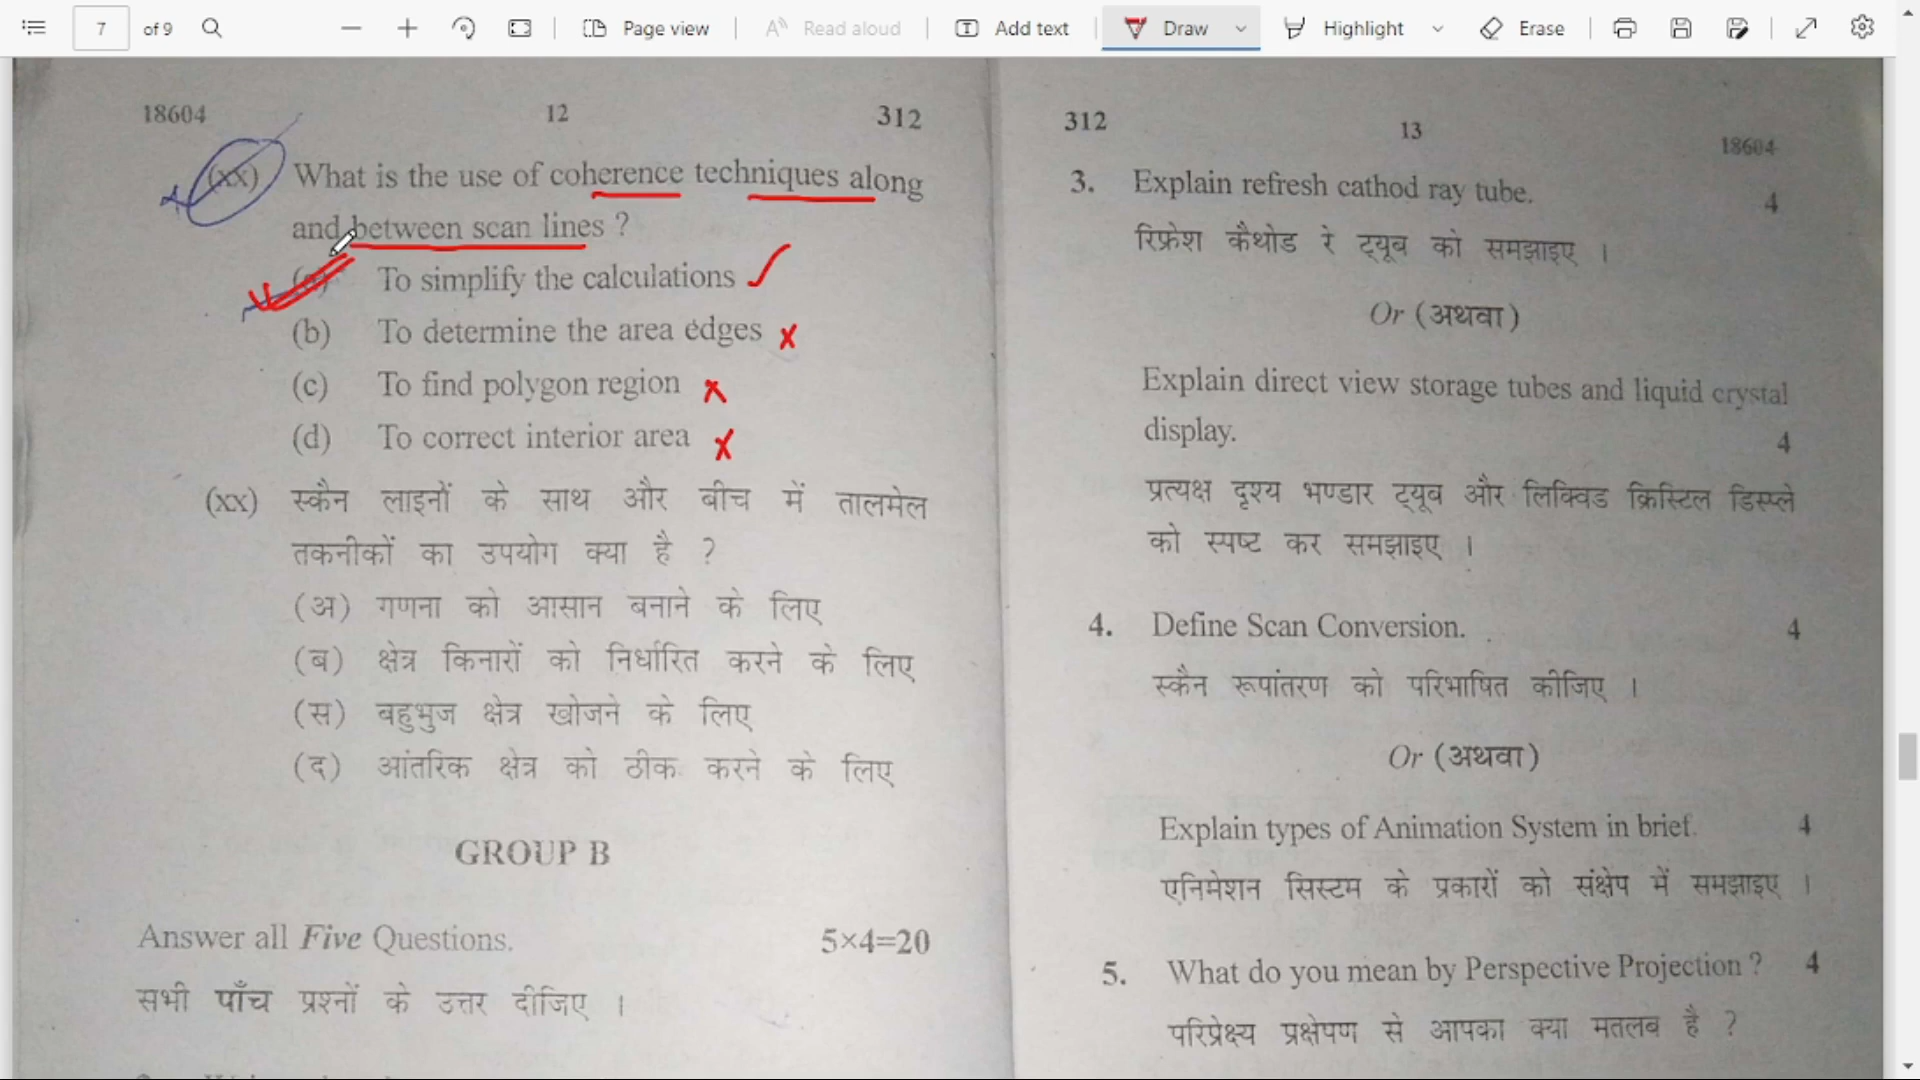 7 of 9 Page view Read aloud Add text Draw Highlight Erase
18604 12 312
(xx) What is the use of coherence techniques along
and between scan lines ?
(a) To simplify the calculations
(b) To determine the area edges
(c) To find polygon region
(d) To correct interior area
(xx) स्कैन लाइनों के साथ और बीच में तालमेल
तकनीकों का उपयोग क्या है ?
(अ) गणना को आसान बनाने के लिए
(ब) क्षेत्र किनारों को निर्धारित करने के लिए
(स) बहुभुज क्षेत्र खोजने के लिए
(द) आंतरिक क्षेत्र को ठीक करने के लिए
GROUP B
Answer all Five Questions. 5×4=20
सभी पाँच प्रश्नों के उत्तर दीजिए ।
312 13 18604
3. Explain refresh cathod ray tube. 4
रिफ्रेश कैथोड रे ट्यूब को समझाइए ।
Or (अथवा)
Explain direct view storage tubes and liquid crystal
display. 4
प्रत्यक्ष दृश्य भण्डार ट्यूब और लिक्विड क्रिस्टिल डिस्प्ले
को स्पष्ट कर समझाइए ।
4. Define Scan Conversion. 4
स्कैन रूपांतरण को परिभाषित कीजिए ।
Or (अथवा)
Explain types of Animation System in brief. 4
एनिमेशन सिस्टम के प्रकारों को संक्षेप में समझाइए ।
5. What do you mean by Perspective Projection ? 4
परिप्रेक्ष्य प्रक्षेपण से आपका क्या मतलब है ?